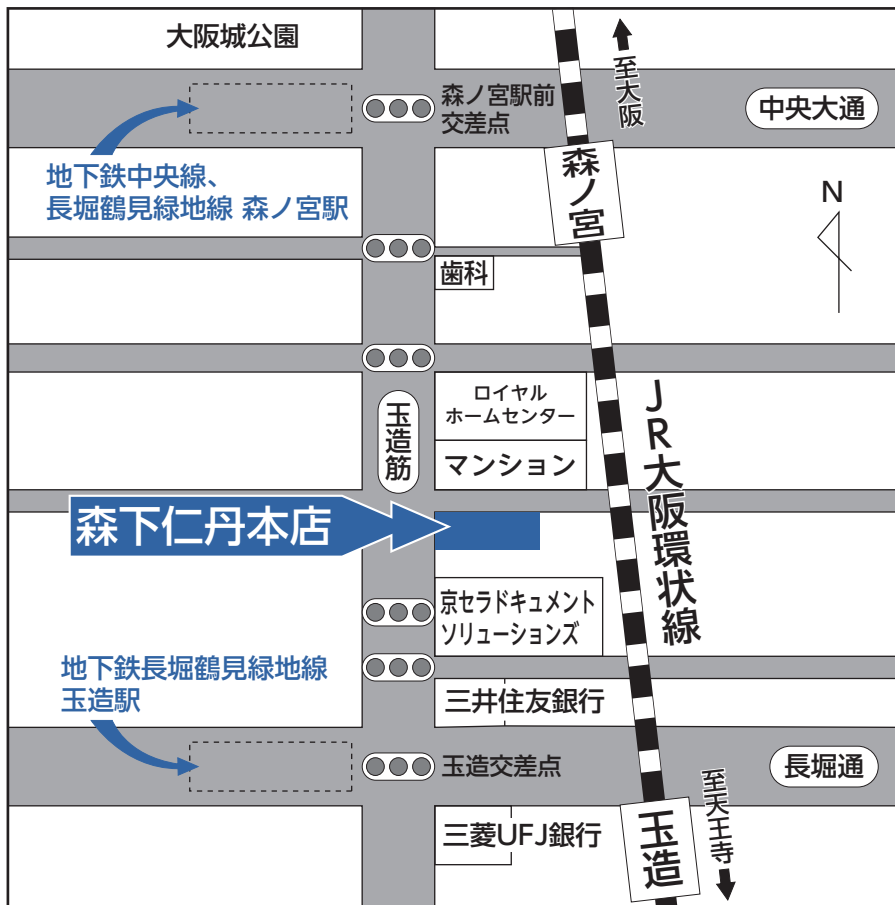 大阪城公園
至大阪
森ノ宮駅前
交差点
中央大通
地下鉄中央線、
長堀鶴見緑地線 森ノ宮駅
森ノ宮
N
歯科
ロイヤル
ホームセンター
玉造筋
マンション
JR大阪環状線
森下仁丹本店
京セラドキュメント
ソリューションズ
地下鉄長堀鶴見緑地線
玉造駅
三井住友銀行
玉造交差点
長堀通
至天王寺
三菱UFJ銀行
玉造